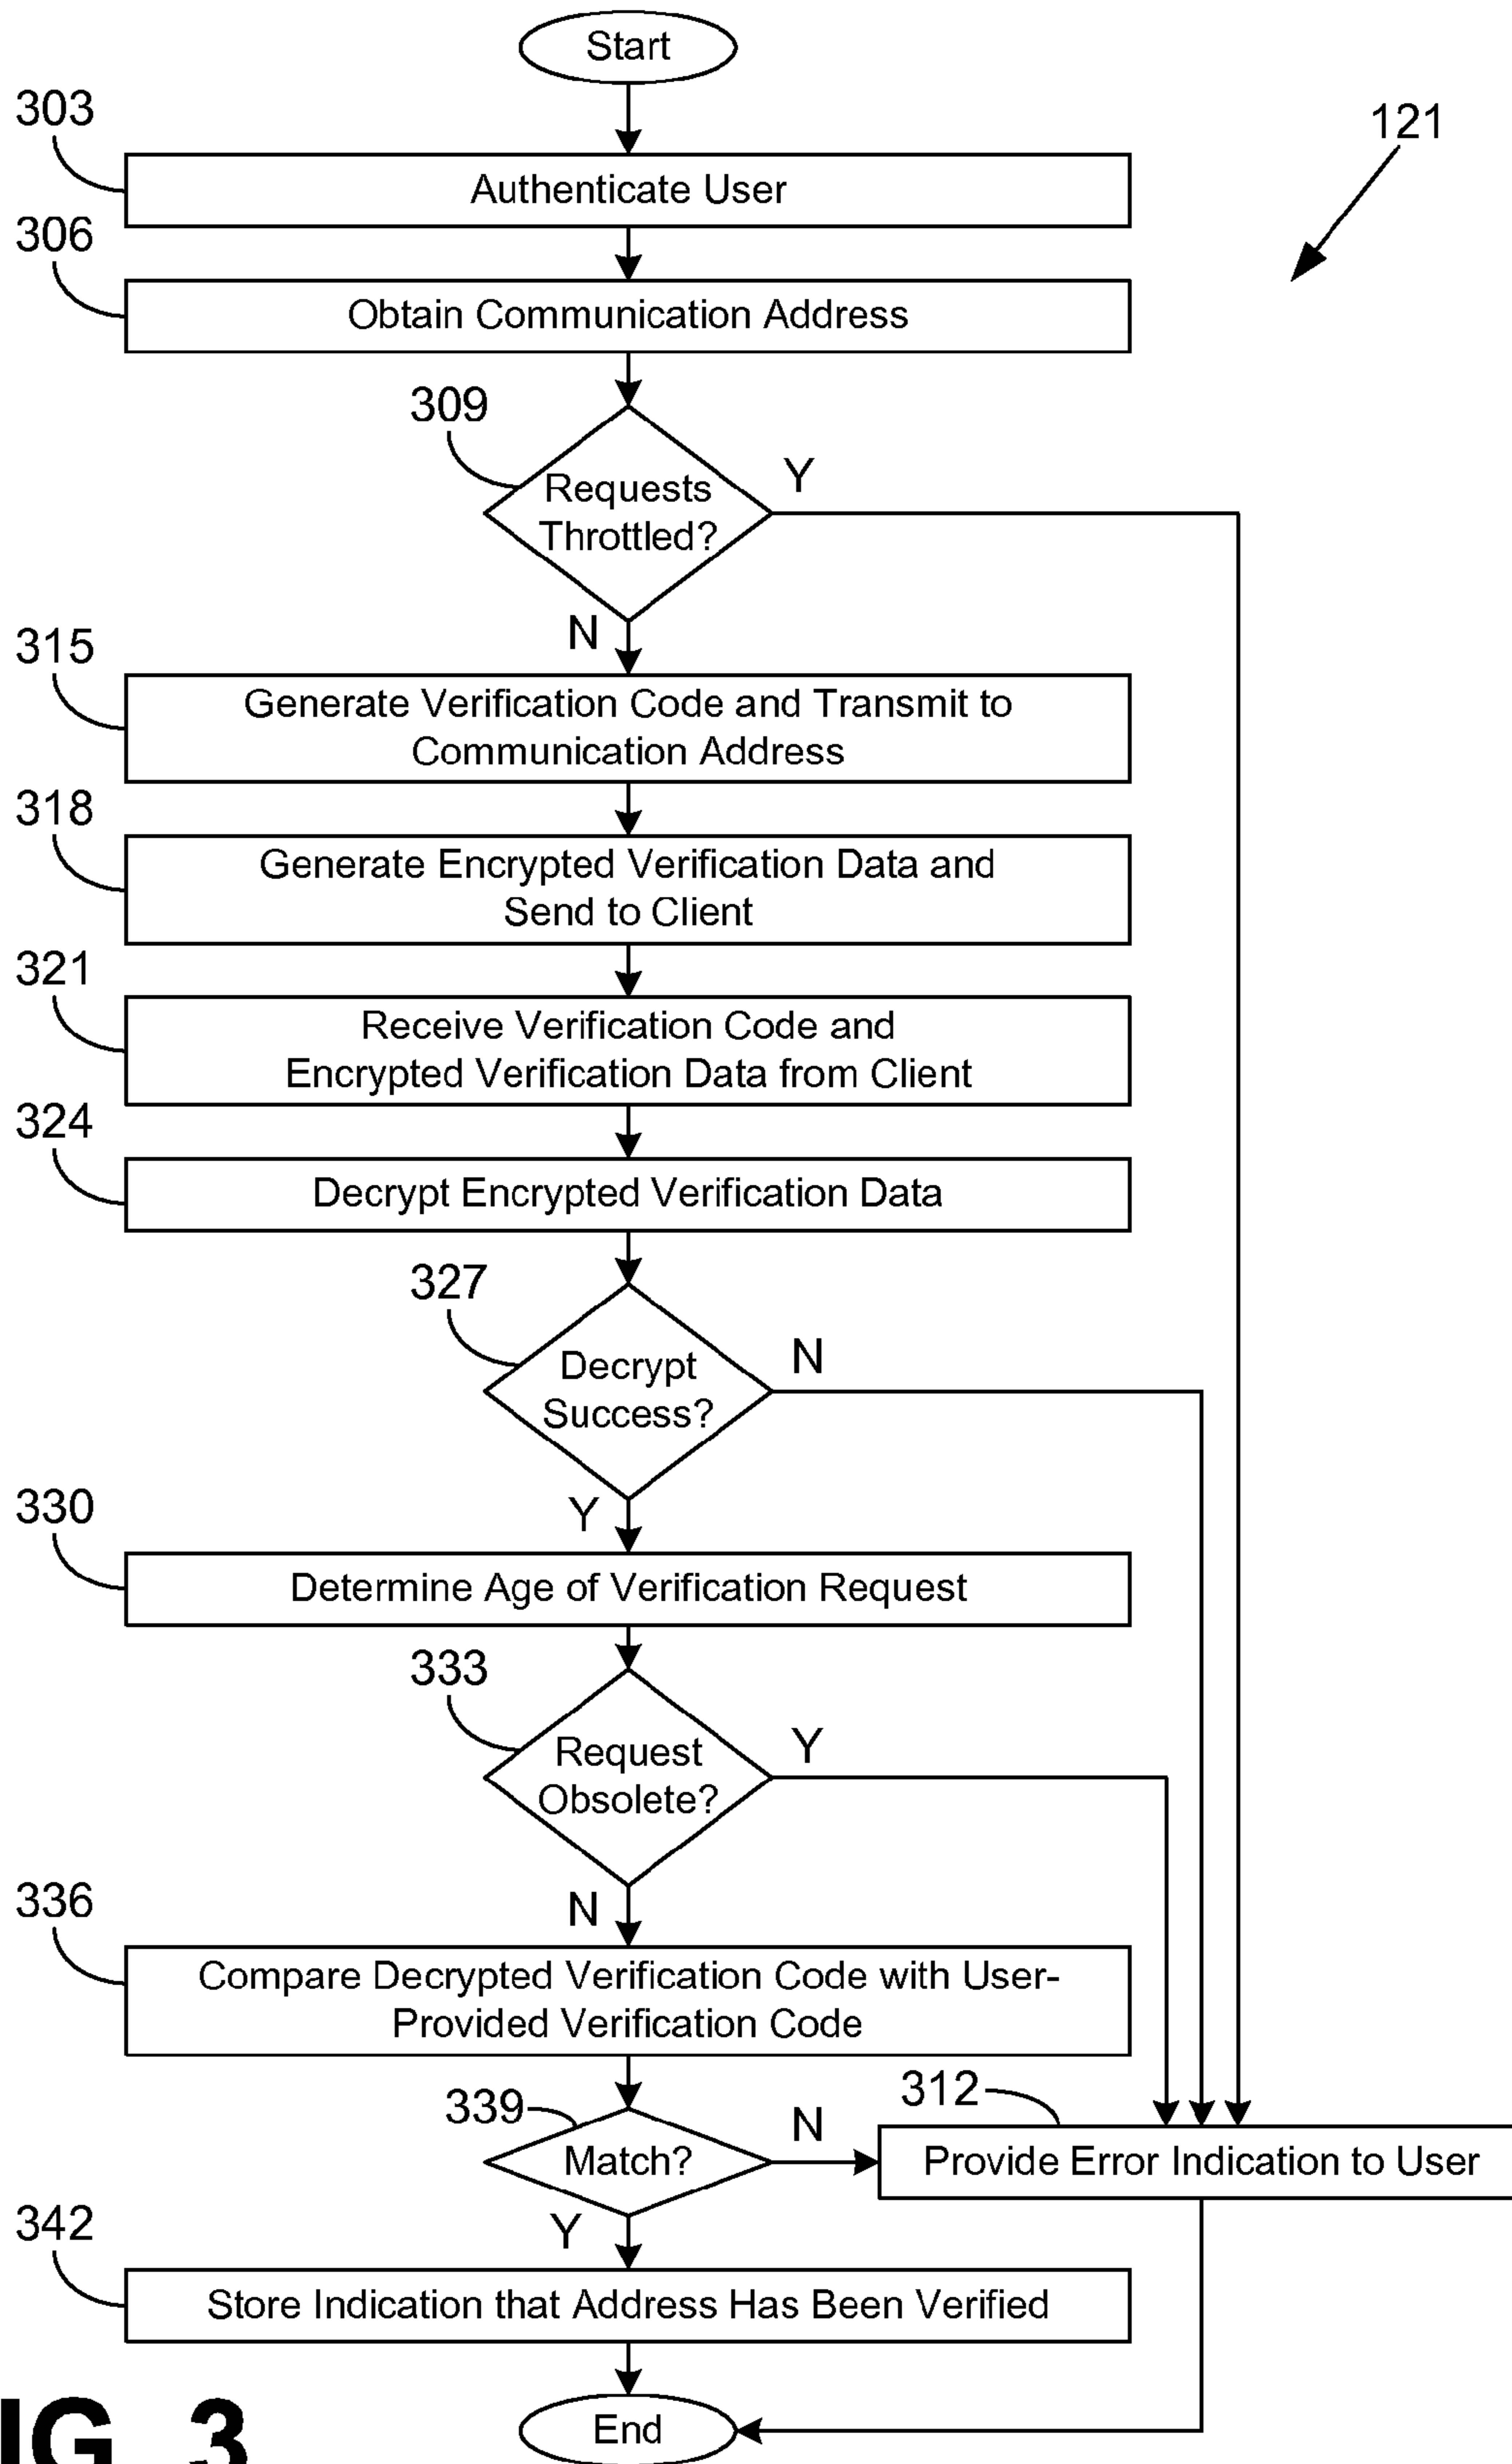 Start
303
121
Authenticate User
306
Obtain Communication Address
309
Requests
Throttled?
Y
N
315
Generate Verification Code and Transmit to
Communication Address
318
Generate Encrypted Verification Data and
Send to Client
321
Receive Verification Code and
Encrypted Verification Data from Client
324
Decrypt Encrypted Verification Data
327
Decrypt
Success?
N
Y
330
Determine Age of Verification Request
333
Request
Obsolete?
Y
N
336
Compare Decrypted Verification Code with User-
Provided Verification Code
339
Match?
N
312
Provide Error Indication to User
Y
342
Store Indication that Address Has Been Verified
End
IG. 3